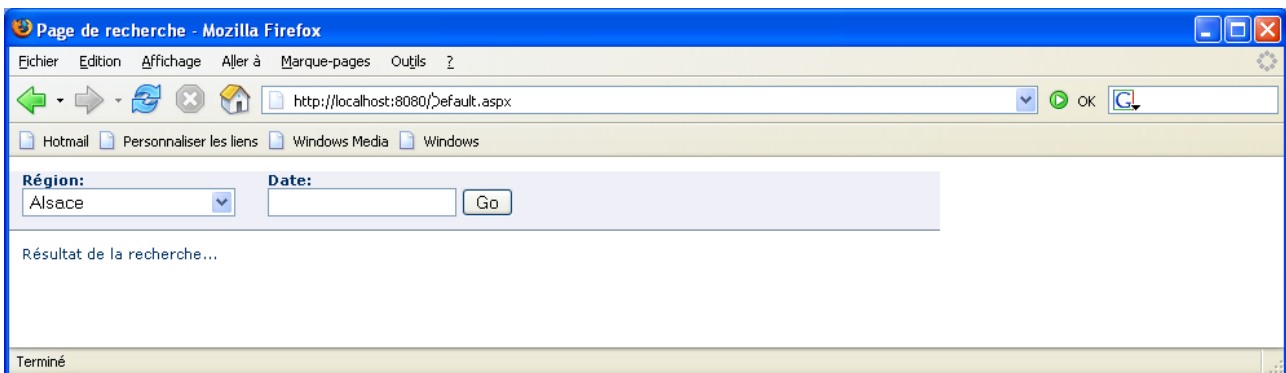 Page de recherche - Mozilla Firefox
Fichier Edition Affichage Aller à Marque-pages Outils ?
http://localhost:8080/Default.aspx OK G
Hotmail Personnaliser les liens Windows Media Windows
Région: Date:
Alsace Go
Résultat de la recherche...
Terminé